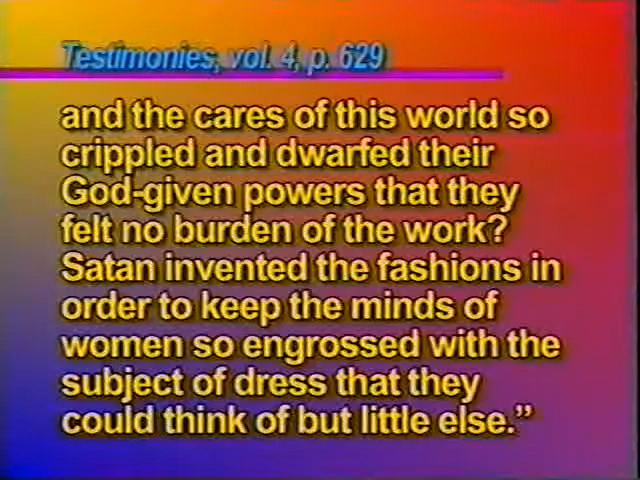 Testimonies, vol. 4, p. 629
and the cares of this world so
crippled and dwarfed their
God-given powers that they
felt no burden of the work?
Satan invented the fashions in
order to keep the minds of
women so engrossed with the
subject of dress that they
could think of but little else.”